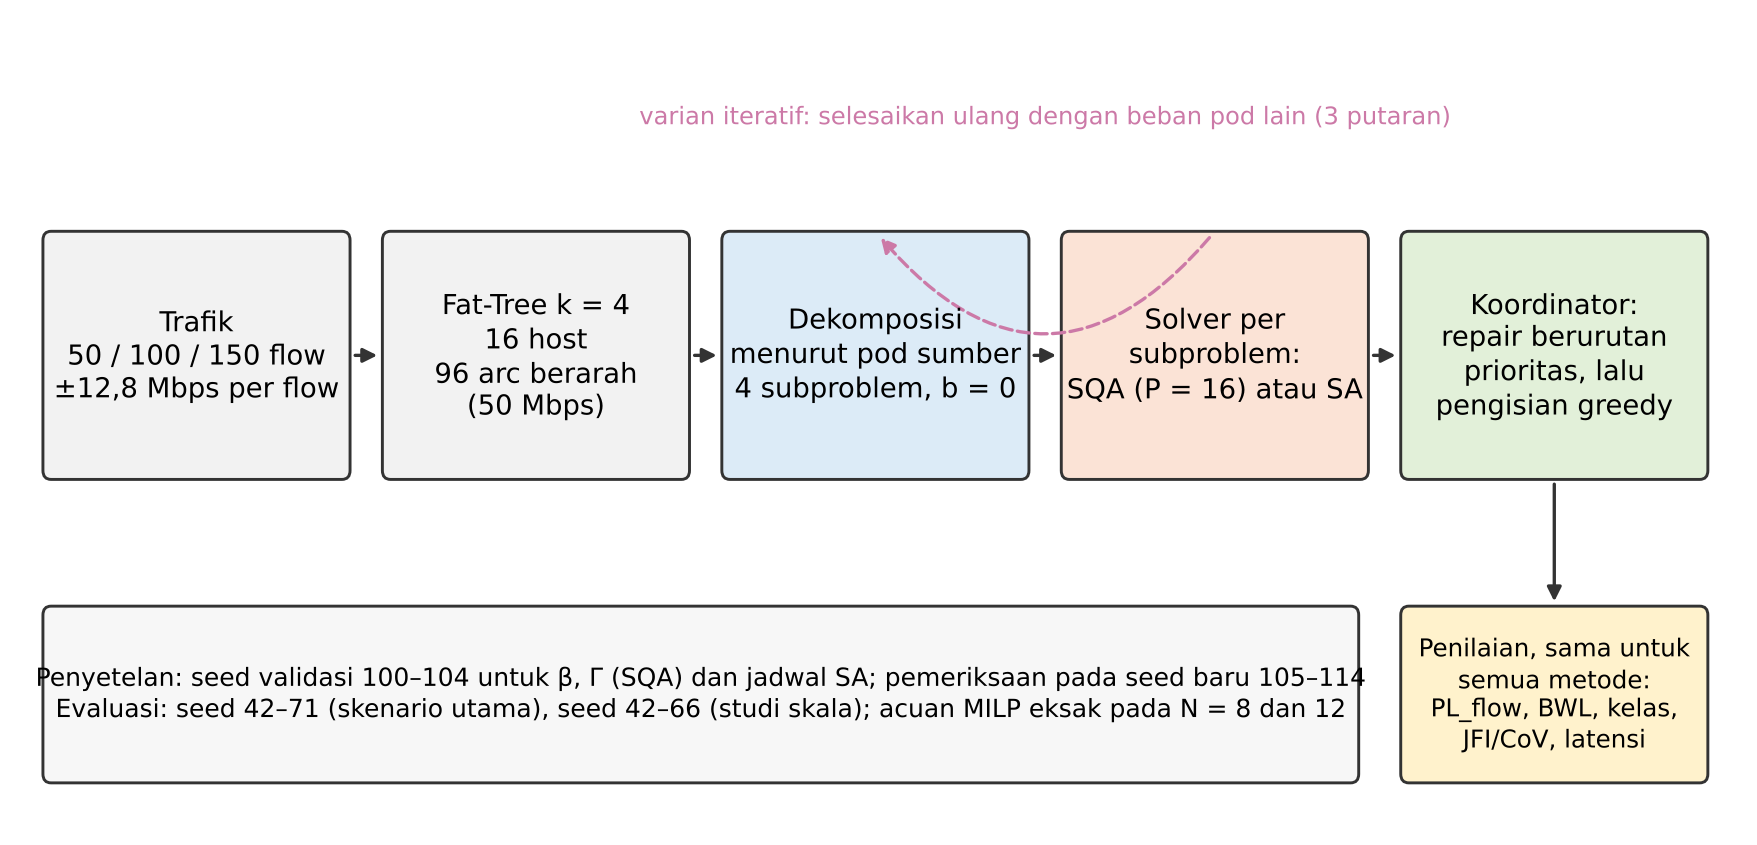 varian iteratif: selesaikan ulang dengan beban pod lain (3 putaran)
Trafik
50 / 100 / 150 flow
±12,8 Mbps per flow
Fat-Tree k = 4
16 host
96 arc berarah
(50 Mbps)
Dekomposisi
menurut pod sumber
4 subproblem, b = 0
Solver per
subproblem:
SQA (P = 16) atau SA
Koordinator:
repair berurutan
prioritas, lalu
pengisian greedy
Penyetelan: seed validasi 100–104 untuk β, Γ (SQA) dan jadwal SA; pemeriksaan pada seed baru 105–114
Evaluasi: seed 42–71 (skenario utama), seed 42–66 (studi skala); acuan MILP eksak pada N = 8 dan 12
Penilaian, sama untuk
semua metode:
PL_flow, BWL, kelas,
JFI/CoV, latensi